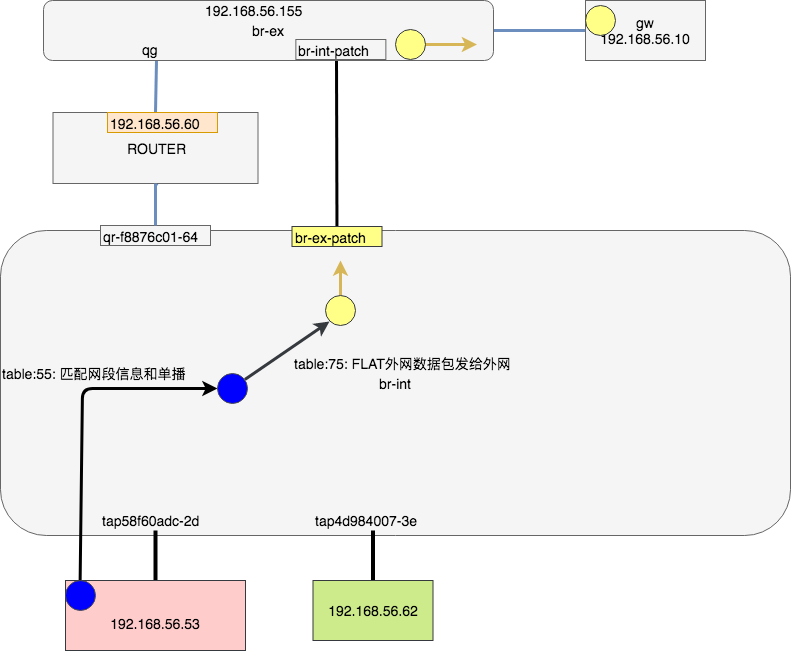 192.168.56.155
br-ex
qg
br-int-patch
gw
192.168.56.10
192.168.56.60
ROUTER
qr-f8876c01-64
br-ex-patch
table:55: 匹配网段信息和单播
table:75: FLAT外网数据包发给外网
br-int
tap58f60adc-2d
tap4d984007-3e
192.168.56.53
192.168.56.62